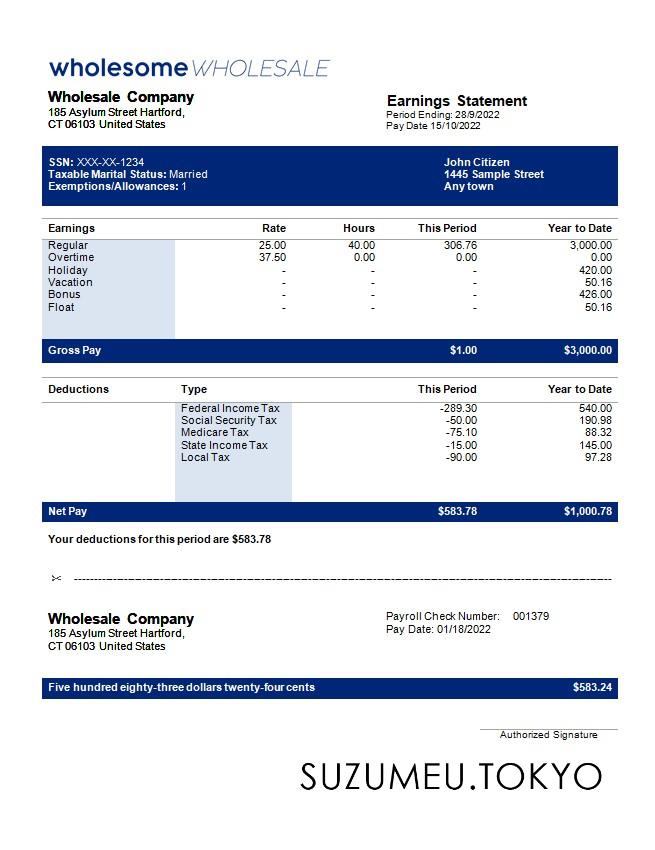 wholesome WHOLESALE
Wholesale Company
185 Asylum Street Hartford,
CT 06103 United States
Earnings Statement
Period Ending: 28/9/2022
Pay Date 15/10/2022
SSN: XXX-XX-1234
Taxable Marital Status: Married
Exemptions/Allowances: 1
John Citizen
1445 Sample Street
Any town
Earnings Rate Hours This Period Year to Date
Regular 25.00 40.00 306.76 3,000.00
Overtime 37.50 0.00 0.00 0.00
Holiday - - - 420.00
Vacation - - - 50.16
Bonus - - - 426.00
Float - - - 50.16
Gross Pay $1.00 $3,000.00
Deductions Type This Period Year to Date
Federal Income Tax -289.30 540.00
Social Security Tax -50.00 190.98
Medicare Tax -75.10 88.32
State Income Tax -15.00 145.00
Local Tax -90.00 97.28
Net Pay $583.78 $1,000.78
Your deductions for this period are $583.78
Wholesale Company
185 Asylum Street Hartford,
CT 06103 United States
Payroll Check Number: 001379
Pay Date: 01/18/2022
Five hundred eighty-three dollars twenty-four cents $583.24
Authorized Signature
SUZUMEU.TOKYO